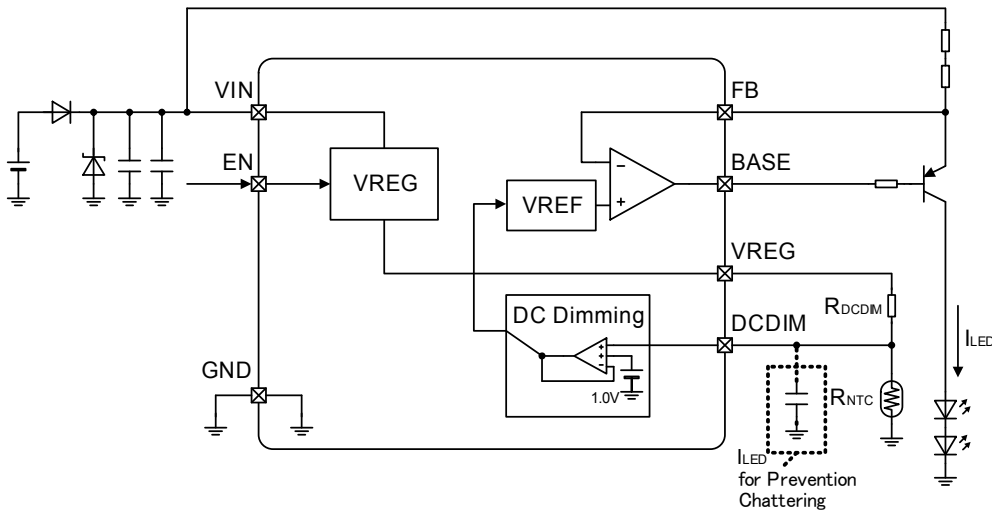 VIN
FB
EN
BASE
VREG
−
+
VREF
VREG
DC Dimming
RDCDIM
DCDIM
ILED
+
+
−
GND
1.0V
RNTC
ILED
for Prevention
Chattering